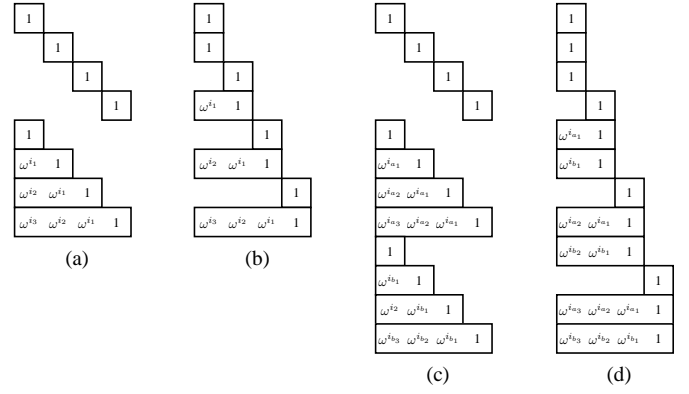 1
1
1
1
1
ω^{i_1} 1
ω^{i_2} ω^{i_1} 1
ω^{i_3} ω^{i_2} ω^{i_1} 1
(a)
1
1
1
ω^{i_1} 1
1
ω^{i_2} ω^{i_1} 1
1
ω^{i_3} ω^{i_2} ω^{i_1} 1
(b)
1
1
1
1
1
ω^{i_{a_1}} 1
ω^{i_{a_2}} ω^{i_{a_1}} 1
ω^{i_{a_3}} ω^{i_{a_2}} ω^{i_{a_1}} 1
1
ω^{i_{b_1}} 1
ω^{i_2} ω^{i_{b_1}} 1
ω^{i_{b_3}} ω^{i_{b_2}} ω^{i_{b_1}} 1
(c)
1
1
1
1
ω^{i_{a_1}} 1
ω^{i_{b_1}} 1
1
ω^{i_{a_2}} ω^{i_{a_1}} 1
ω^{i_{b_2}} ω^{i_{b_1}} 1
1
ω^{i_{a_3}} ω^{i_{a_2}} ω^{i_{a_1}} 1
ω^{i_{b_3}} ω^{i_{b_2}} ω^{i_{b_1}} 1
(d)